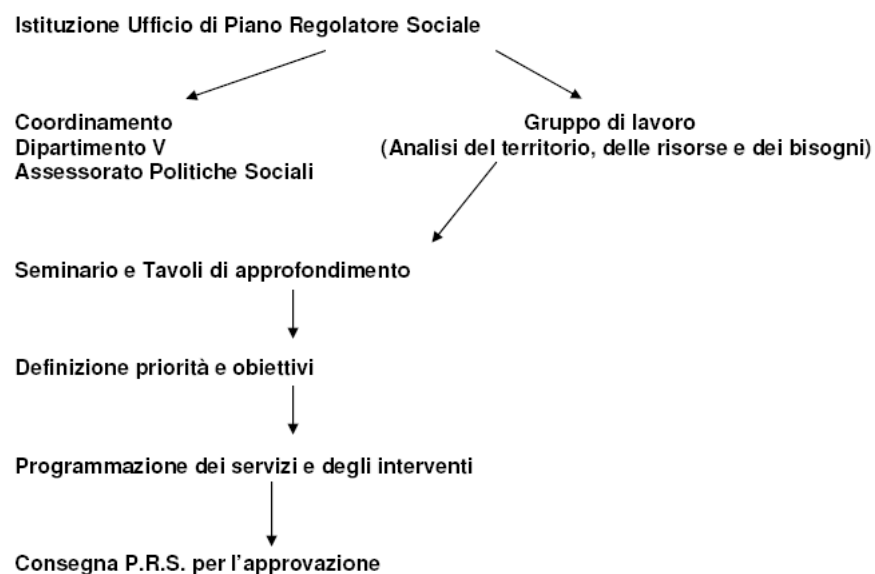 Istituzione Ufficio di Piano Regolatore Sociale
Coordinamento
Dipartimento V
Assessorato Politiche Sociali
Gruppo di lavoro
(Analisi del territorio, delle risorse e dei bisogni)
Seminario e Tavoli di approfondimento
Definizione priorità e obiettivi
Programmazione dei servizi e degli interventi
Consegna P.R.S. per l'approvazione